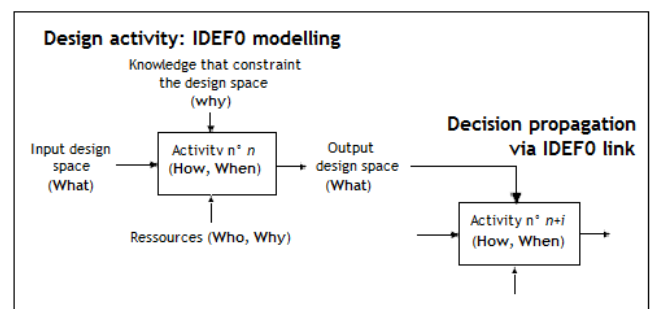 Design activity: IDEF0 modelling
Knowledge that constraint
the design space
(why)
Input design
space
(What)
Activity n° n
(How, When)
Output
design space
(What)
Ressources (Who, Why)
Decision propagation
via IDEF0 link
Activity n° n+i
(How, When)